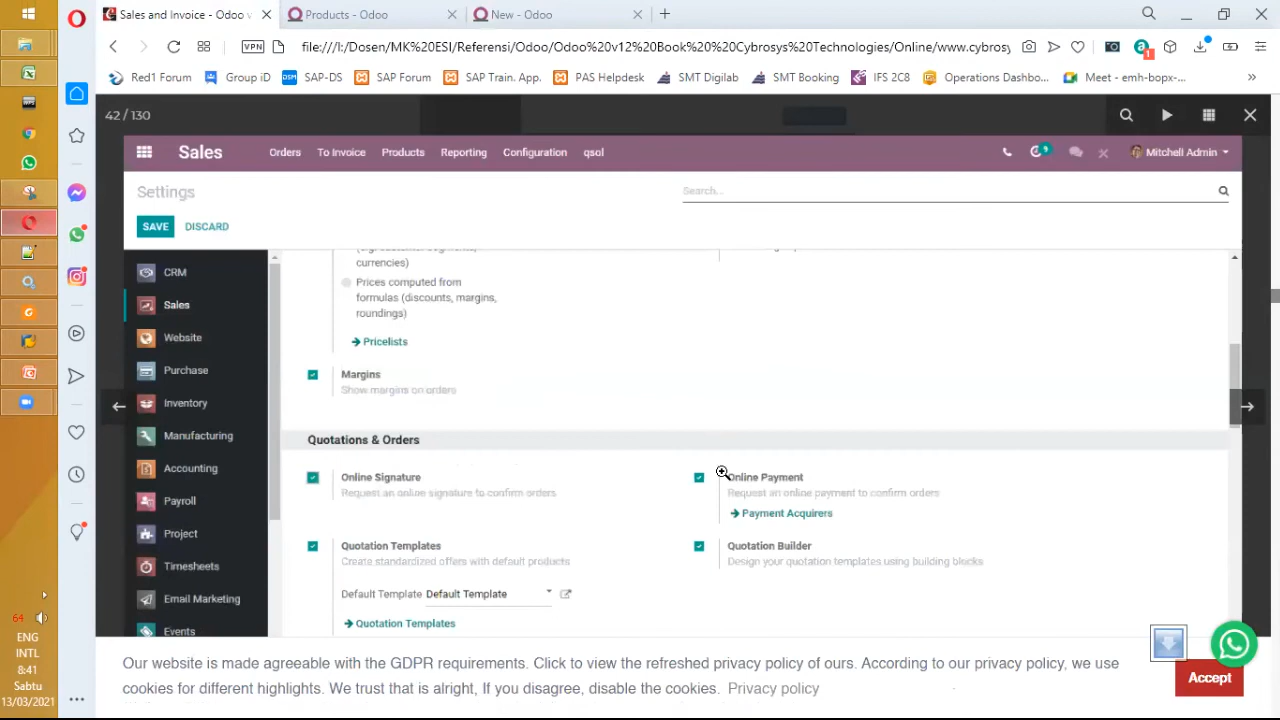 Sales and Invoice - Odoo v
Products - Odoo
New - Odoo
VPN
file:///I:/Dosen/MK%20ESI/Referensi/Odoo/Odoo%20v12%20Book%20%20Cybrosys%20Technologies/Online/www.cybrosy
Red1 Forum
Group iD
SAP-DS
SAP Forum
SAP Train. App.
PAS Helpdesk
SMT Digilab
SMT Booking
IFS 2C8
Operations Dashbo...
Meet - emh-bopx-...
42 / 130
Sales
Orders
To Invoice
Products
Reporting
Configuration
qsol
9
Mitchell Admin
Settings
Search...
SAVE
DISCARD
CRM
Sales
Website
Purchase
Inventory
Manufacturing
Accounting
Payroll
Project
Timesheets
Email Marketing
Events
currencies)
Prices computed from
formulas (discounts, margins,
roundings)
Pricelists
Margins
Show margins on orders
Quotations & Orders
Online Signature
Request an online signature to confirm orders
Online Payment
Request an online payment to confirm orders
Payment Acquirers
Quotation Templates
Create standardized offers with default products
Default Template Default Template
Quotation Templates
Quotation Builder
Design your quotation templates using building blocks
Our website is made agreeable with the GDPR requirements. Click to view the refreshed privacy policy of ours. According to our privacy policy, we use
cookies for different highlights. We trust that is alright, If you disagree, disable the cookies. Privacy policy
Accept
64
ENG
INTL
8:41
Sabtu
13/03/2021